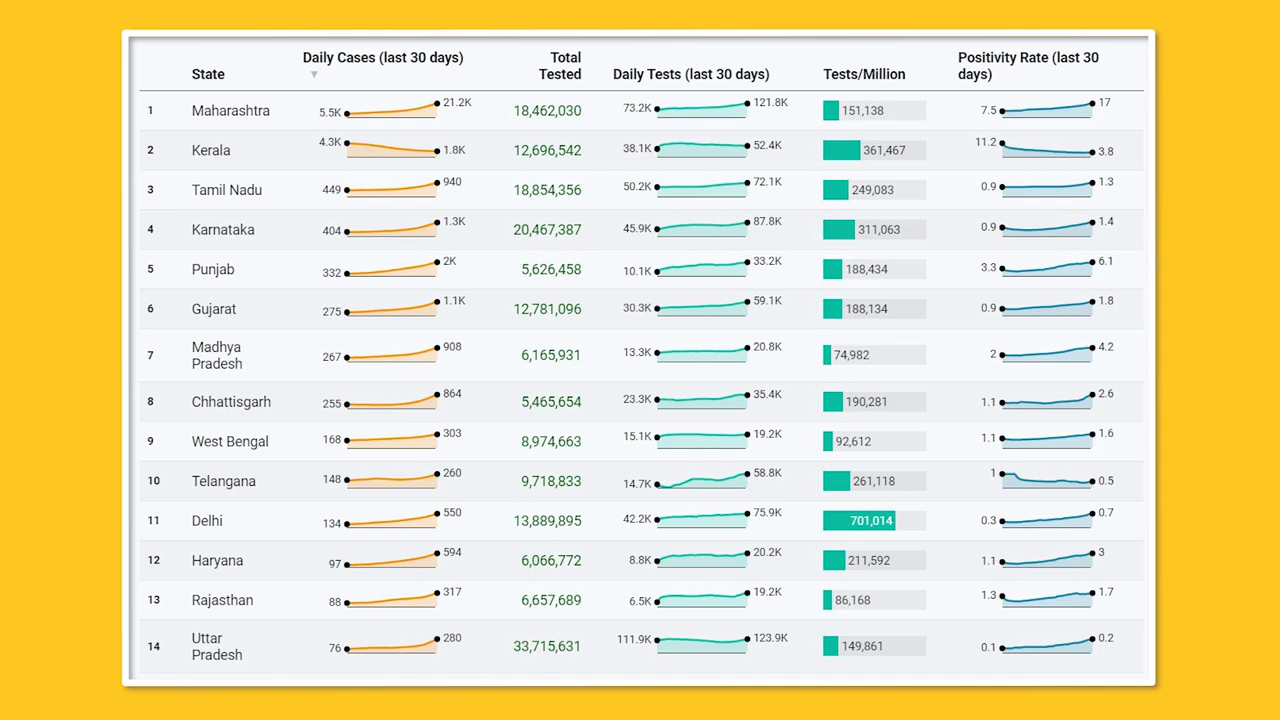 Daily Cases (last 30 days) Total Positivity Rate (last 30
State Tested Daily Tests (last 30 days) Tests/Million days)
1 Maharashtra 5.5K 21.2K 18,462,030 73.2K 121.8K 151,138 7.5 17
2 Kerala 4.3K 1.8K 12,696,542 38.1K 52.4K 361,467 11.2 3.8
3 Tamil Nadu 449 940 18,854,356 50.2K 72.1K 249,083 0.9 1.3
4 Karnataka 404 1.3K 20,467,387 45.9K 87.8K 311,063 0.9 1.4
5 Punjab 332 2K 5,626,458 10.1K 33.2K 188,434 3.3 6.1
6 Gujarat 275 1.1K 12,781,096 30.3K 59.1K 188,134 0.9 1.8
7 Madhya
Pradesh 267 908 6,165,931 13.3K 20.8K 74,982 2 4.2
8 Chhattisgarh 255 864 5,465,654 23.3K 35.4K 190,281 1.1 2.6
9 West Bengal 168 303 8,974,663 15.1K 19.2K 92,612 1.1 1.6
10 Telangana 148 260 9,718,833 14.7K 58.8K 261,118 1 0.5
11 Delhi 134 550 13,889,895 42.2K 75.9K 701,014 0.3 0.7
12 Haryana 97 594 6,066,772 8.8K 20.2K 211,592 1.1 3
13 Rajasthan 88 317 6,657,689 6.5K 19.2K 86,168 1.3 1.7
14 Uttar
Pradesh 76 280 33,715,631 111.9K 123.9K 149,861 0.1 0.2